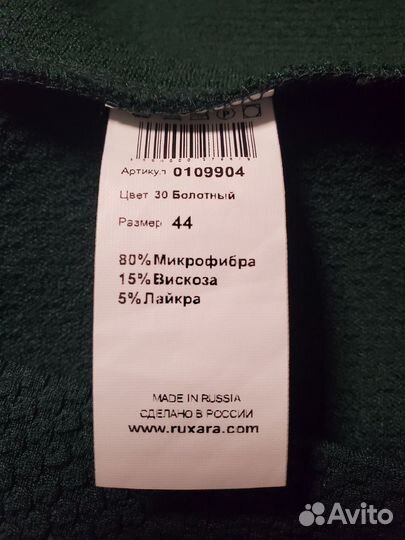 Артикул 0109904
Цвет 30 Болотный
Размер 44
80% Микрофибра
15% Вискоза
5% Лайкра
MADE IN RUSSIA
СДЕЛАНО В РОССИИ
www.ruxara.com
Avito